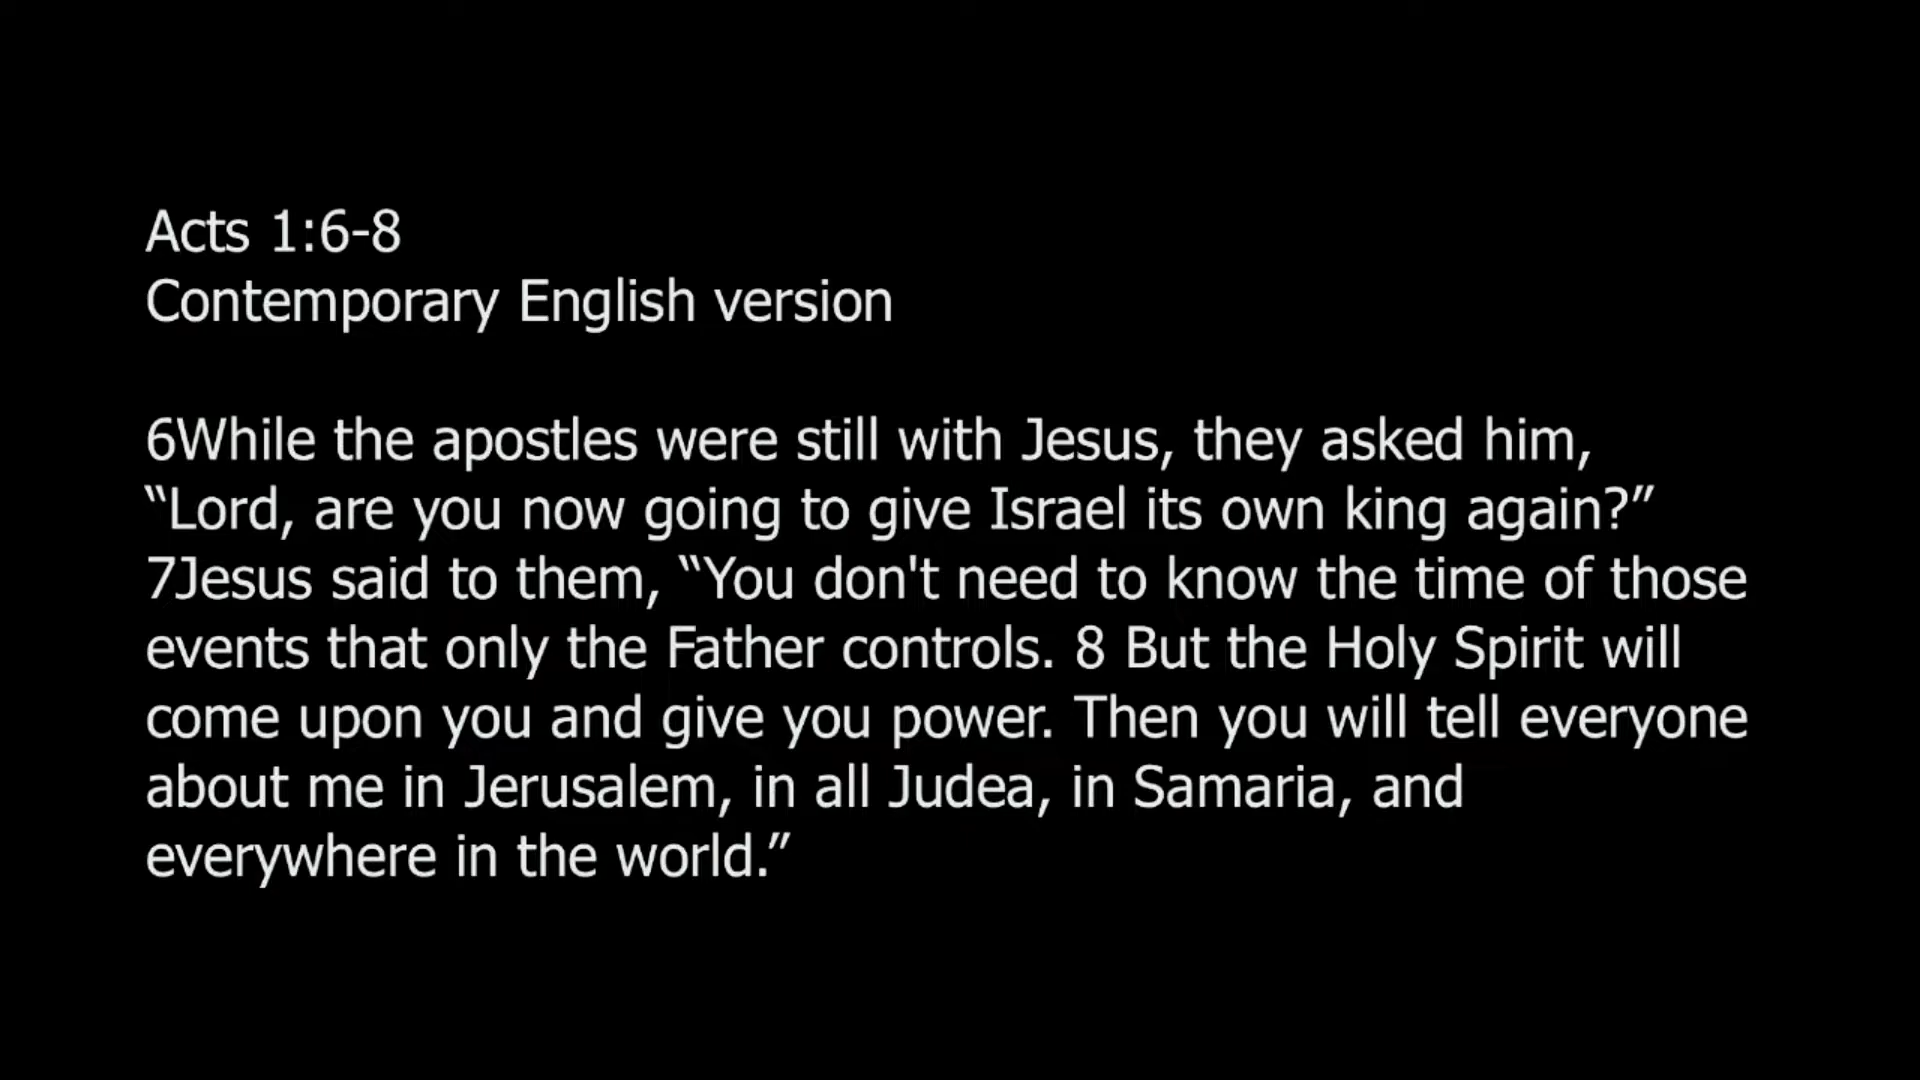 Acts 1:6-8
Contemporary English version
6While the apostles were still with Jesus, they asked him,
“Lord, are you now going to give Israel its own king again?”
7Jesus said to them, “You don't need to know the time of those
events that only the Father controls. 8 But the Holy Spirit will
come upon you and give you power. Then you will tell everyone
about me in Jerusalem, in all Judea, in Samaria, and
everywhere in the world.”